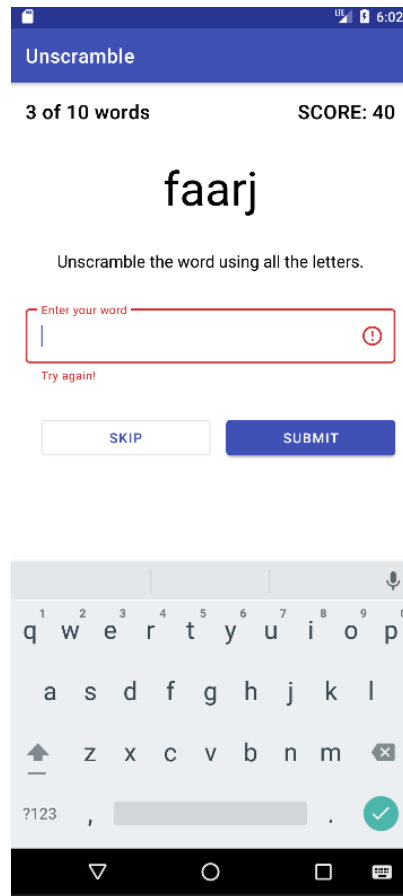 LTE 6:02
Unscramble
3 of 10 words SCORE: 40
faarj
Unscramble the word using all the letters.
Enter your word
Try again!
SKIP SUBMIT
1 2 3 4 5 6 7 8 9
q w e r t y u i o p
a s d f g h j k l
z x c v b n m
?123 , .